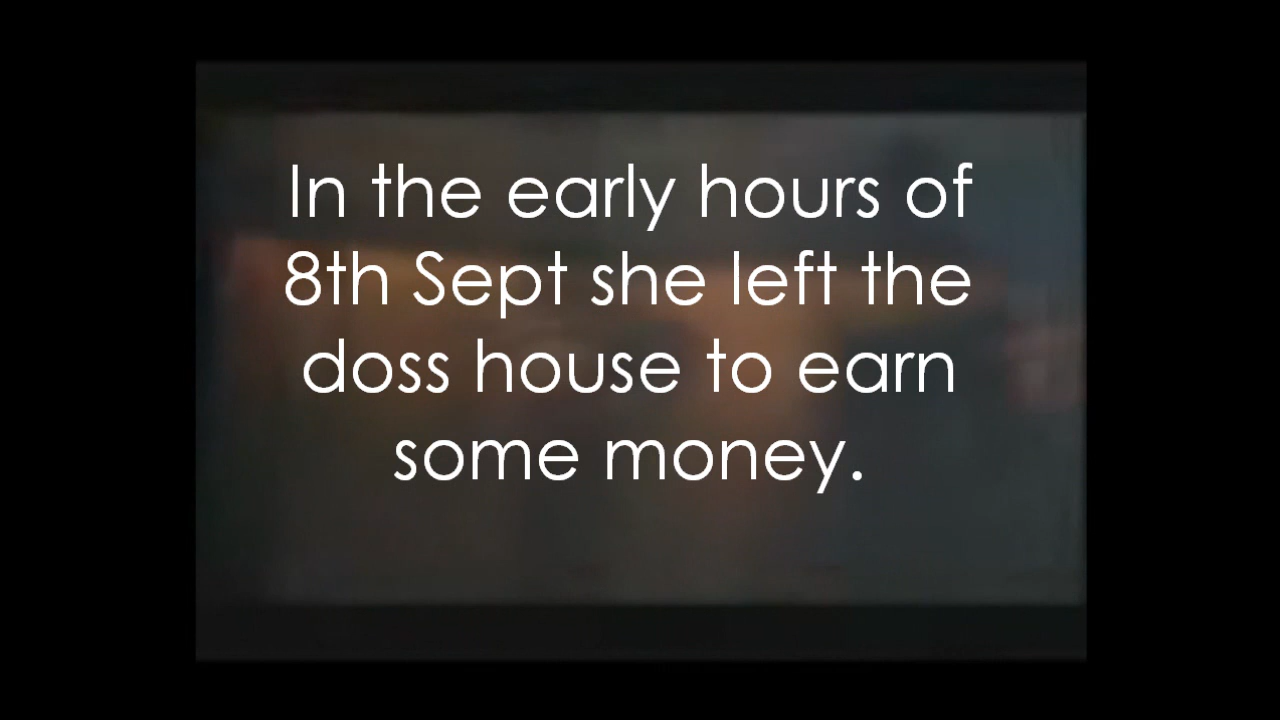 In the early hours of
8th Sept she left the
doss house to earn
some money.